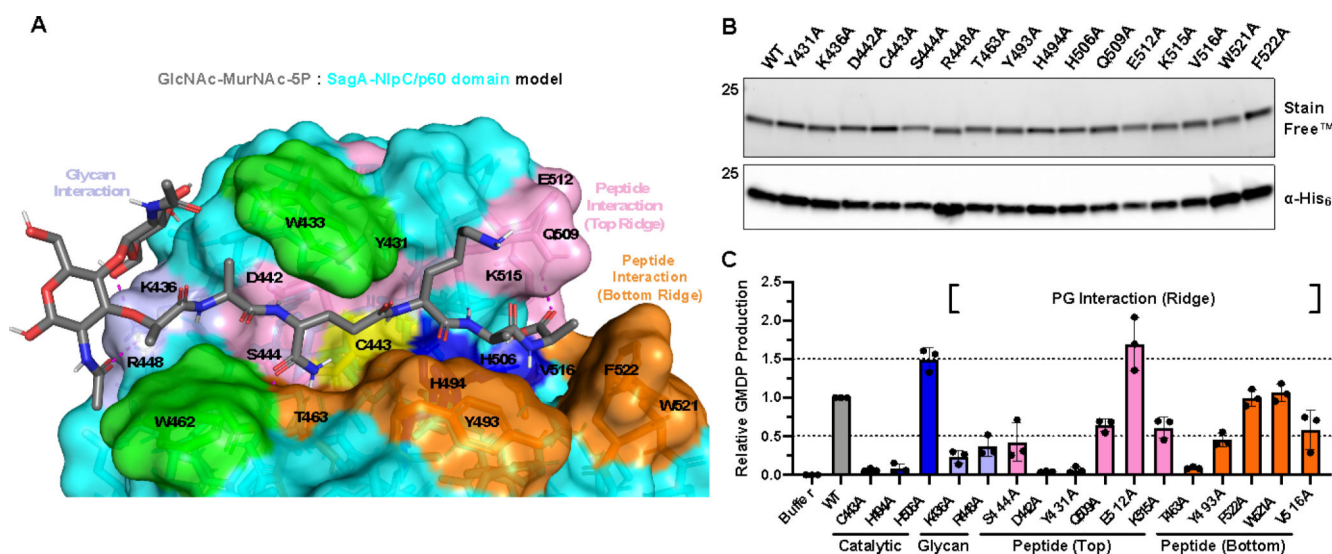 A
GlcNAc-MurNAc-5P : SagA-NlpC/p60 domain model
Glycan
Interaction
W433
Y431
E512
Peptide
Interaction
(Top Ridge)
Q509
K515
Peptide
Interaction
(Bottom Ridge)
K436
D442
R448
S444
C443
H506
V516
F522
W521
H494
Y493
T463
W462
B
WT
Y431A
K436A
D442A
C443A
S444A
R448A
T463A
Y493A
H494A
H506A
Q509A
E512A
K515A
V516A
W521A
F522A
25
Stain
Free™
25
α-His6
C
Relative GMDP Production
PG Interaction (Ridge)
2.5
2.0
1.5
1.0
0.5
0.0
Buffer
WT
C443A
H494A
H506A
K436A
R448A
S444A
D442A
Y431A
Q509A
E512A
K515A
T463A
Y493A
F522A
W521A
V516A
Catalytic
Glycan
Peptide (Top)
Peptide (Bottom)